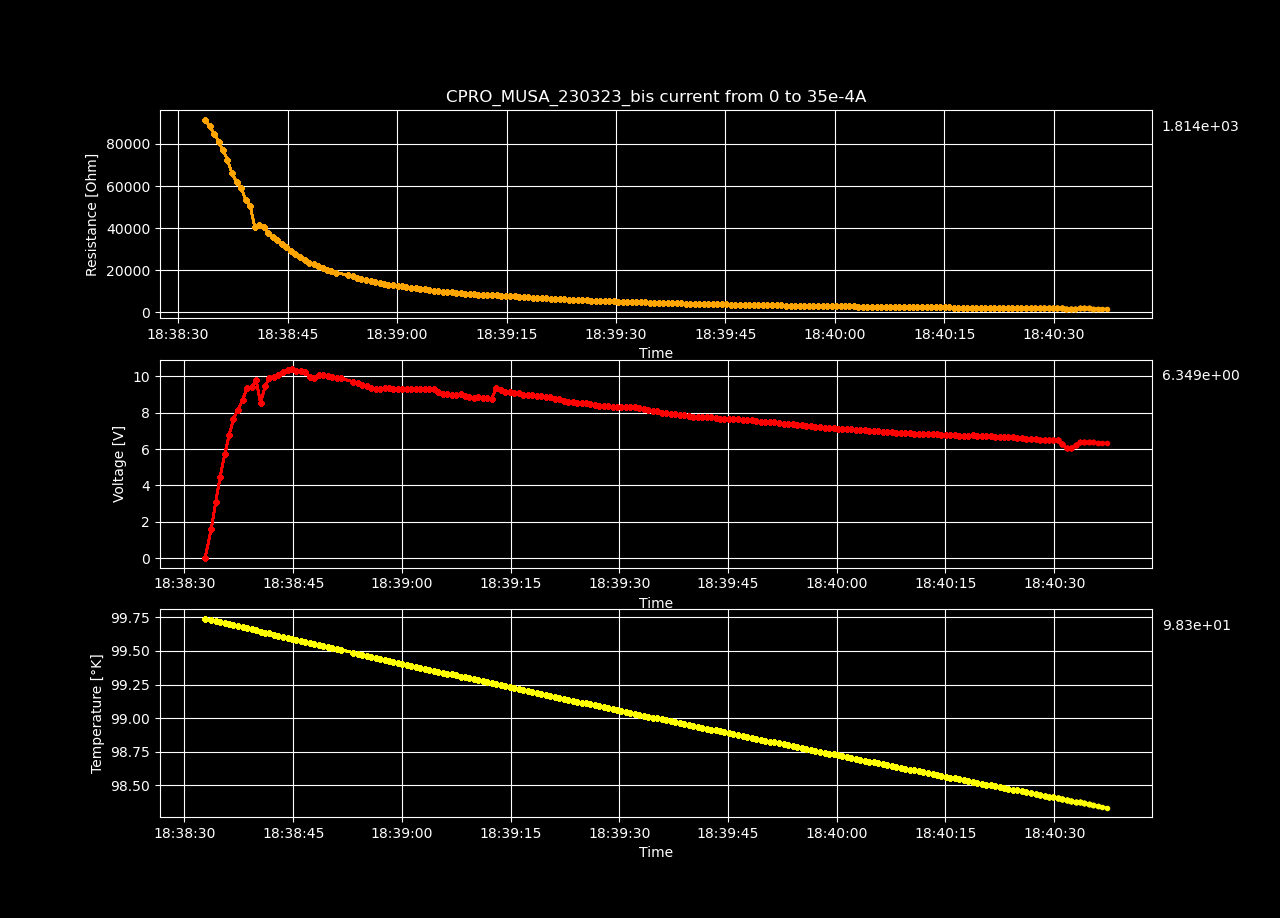 CPRO_MUSA_230323_bis current from 0 to 35e-4A
1.814e+03
Resistance [Ohm]
80000
60000
40000
20000
0
18:38:30 18:38:45 18:39:00 18:39:15 18:39:30 18:39:45 18:40:00 18:40:15 18:40:30
Time
6.349e+00
Voltage [V]
10
8
6
4
2
0
18:38:30 18:38:45 18:39:00 18:39:15 18:39:30 18:39:45 18:40:00 18:40:15 18:40:30
Time
9.83e+01
Temperature [°K]
99.75
99.50
99.25
99.00
98.75
98.50
18:38:30 18:38:45 18:39:00 18:39:15 18:39:30 18:39:45 18:40:00 18:40:15 18:40:30
Time